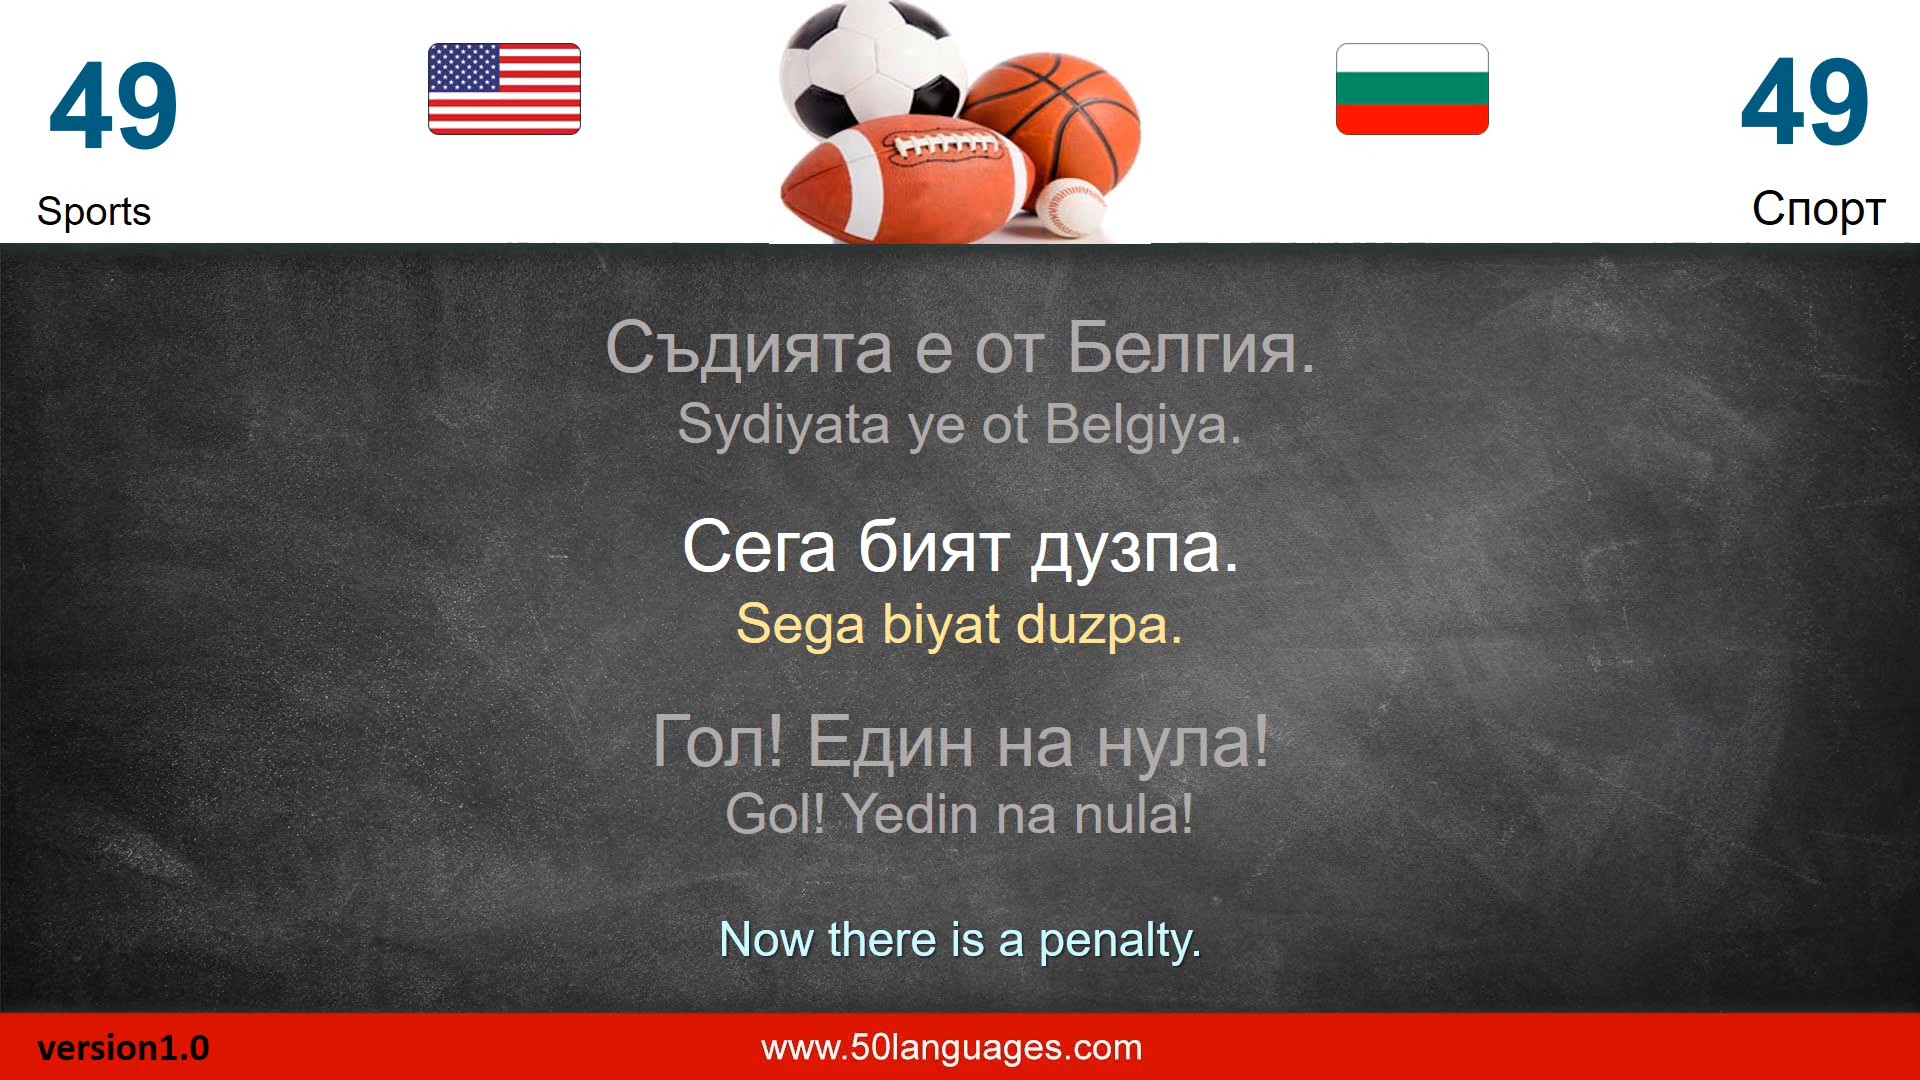 49
49
Sports
Спорт
Съдията е от Белгия.
Sydiyata ye ot Belgiya.
Сега бият дузпа.
Sega biyat duzpa.
Гол! Един на нула!
Gol! Yedin na nula!
Now there is a penalty.
version1.0
www.50languages.com